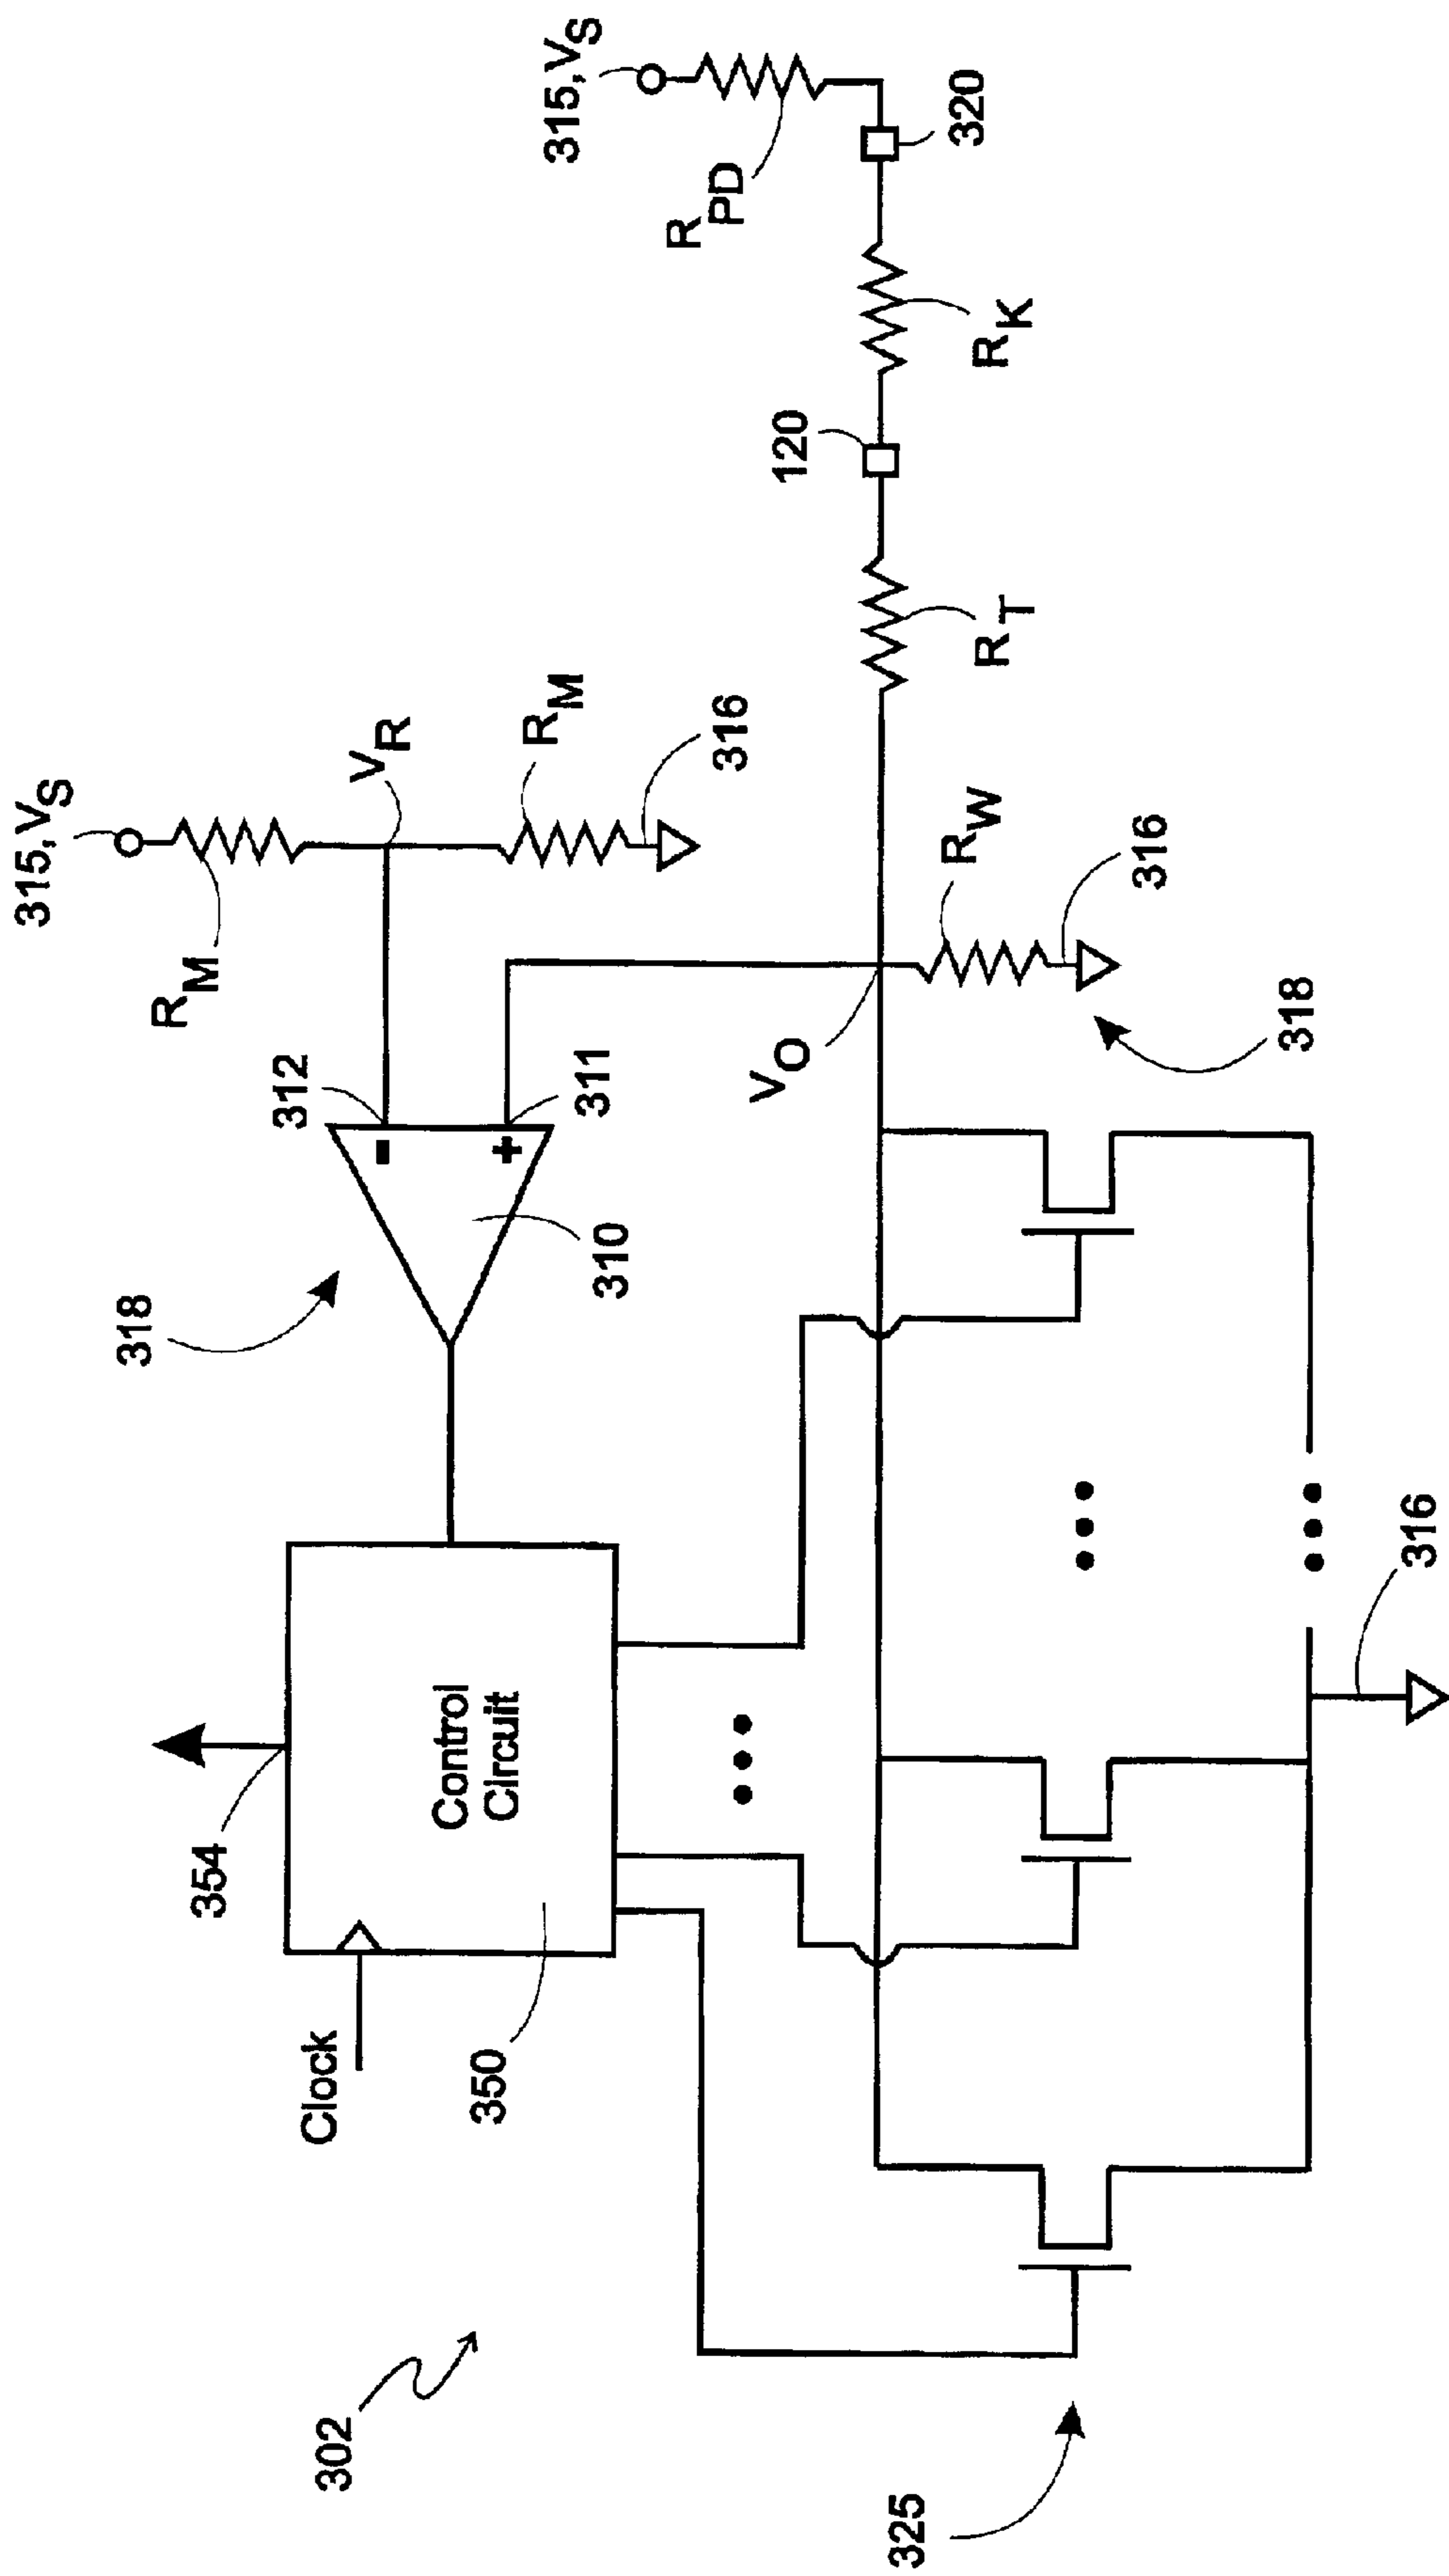 315,VS
318
RM
354
312
Clock
302
VR
-
Control
Circuit
350
+
315,VS
RM
311
310
RPD
316
VO
120
325
RW
320
RT
RK
316
318
316